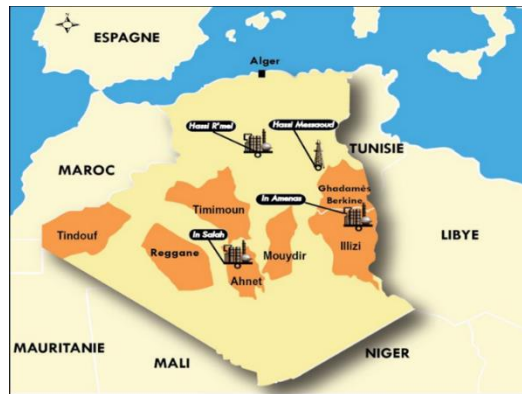 ESPAGNE
Alger
Hassi R'mel
Hassi Messaoud
TUNISIE
MAROC
Ghadamès
Berkine
In Amenas
Timimoun
Tindouf
In Salah
Reggane
Mouydir
Illizi
LIBYE
Ahnet
MAURITANIE
MALI
NIGER